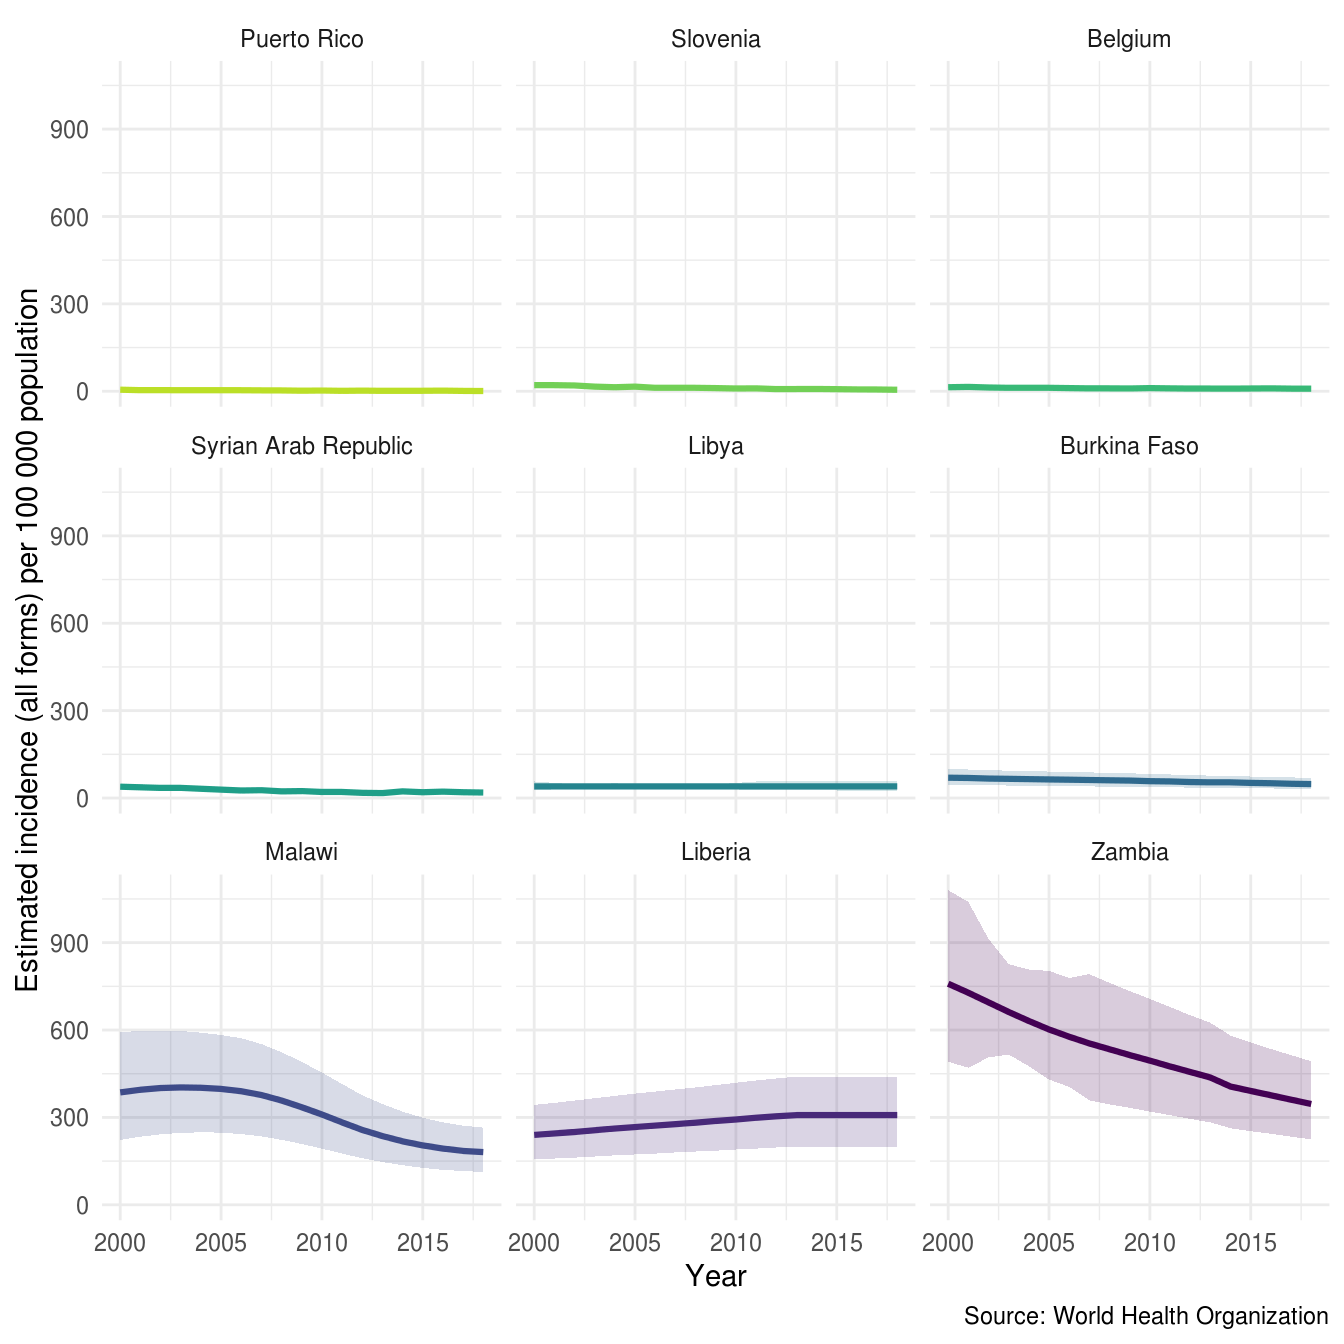 Puerto Rico Slovenia Belgium
900
600
300
0
Syrian Arab Republic Libya Burkina Faso
900
600
300
0
Malawi Liberia Zambia
900
600
300
0
2000 2005 2010 2015 2000 2005 2010 2015 2000 2005 2010 2015
Year
Estimated incidence (all forms) per 100 000 population
Source: World Health Organization